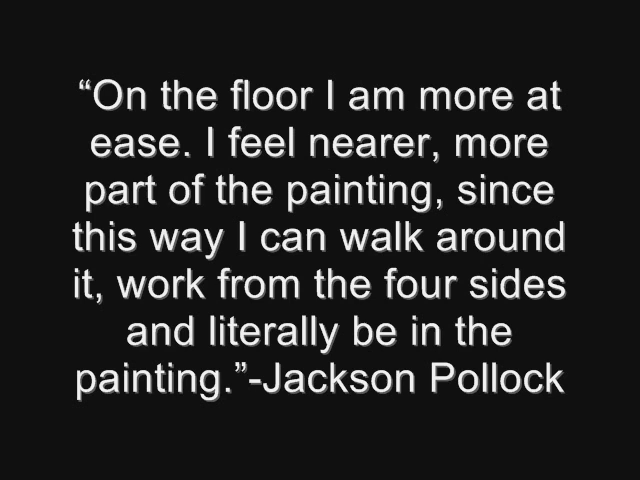 “On the floor I am more at
ease. I feel nearer, more
part of the painting, since
this way I can walk around
it, work from the four sides
and literally be in the
painting.”-Jackson Pollock